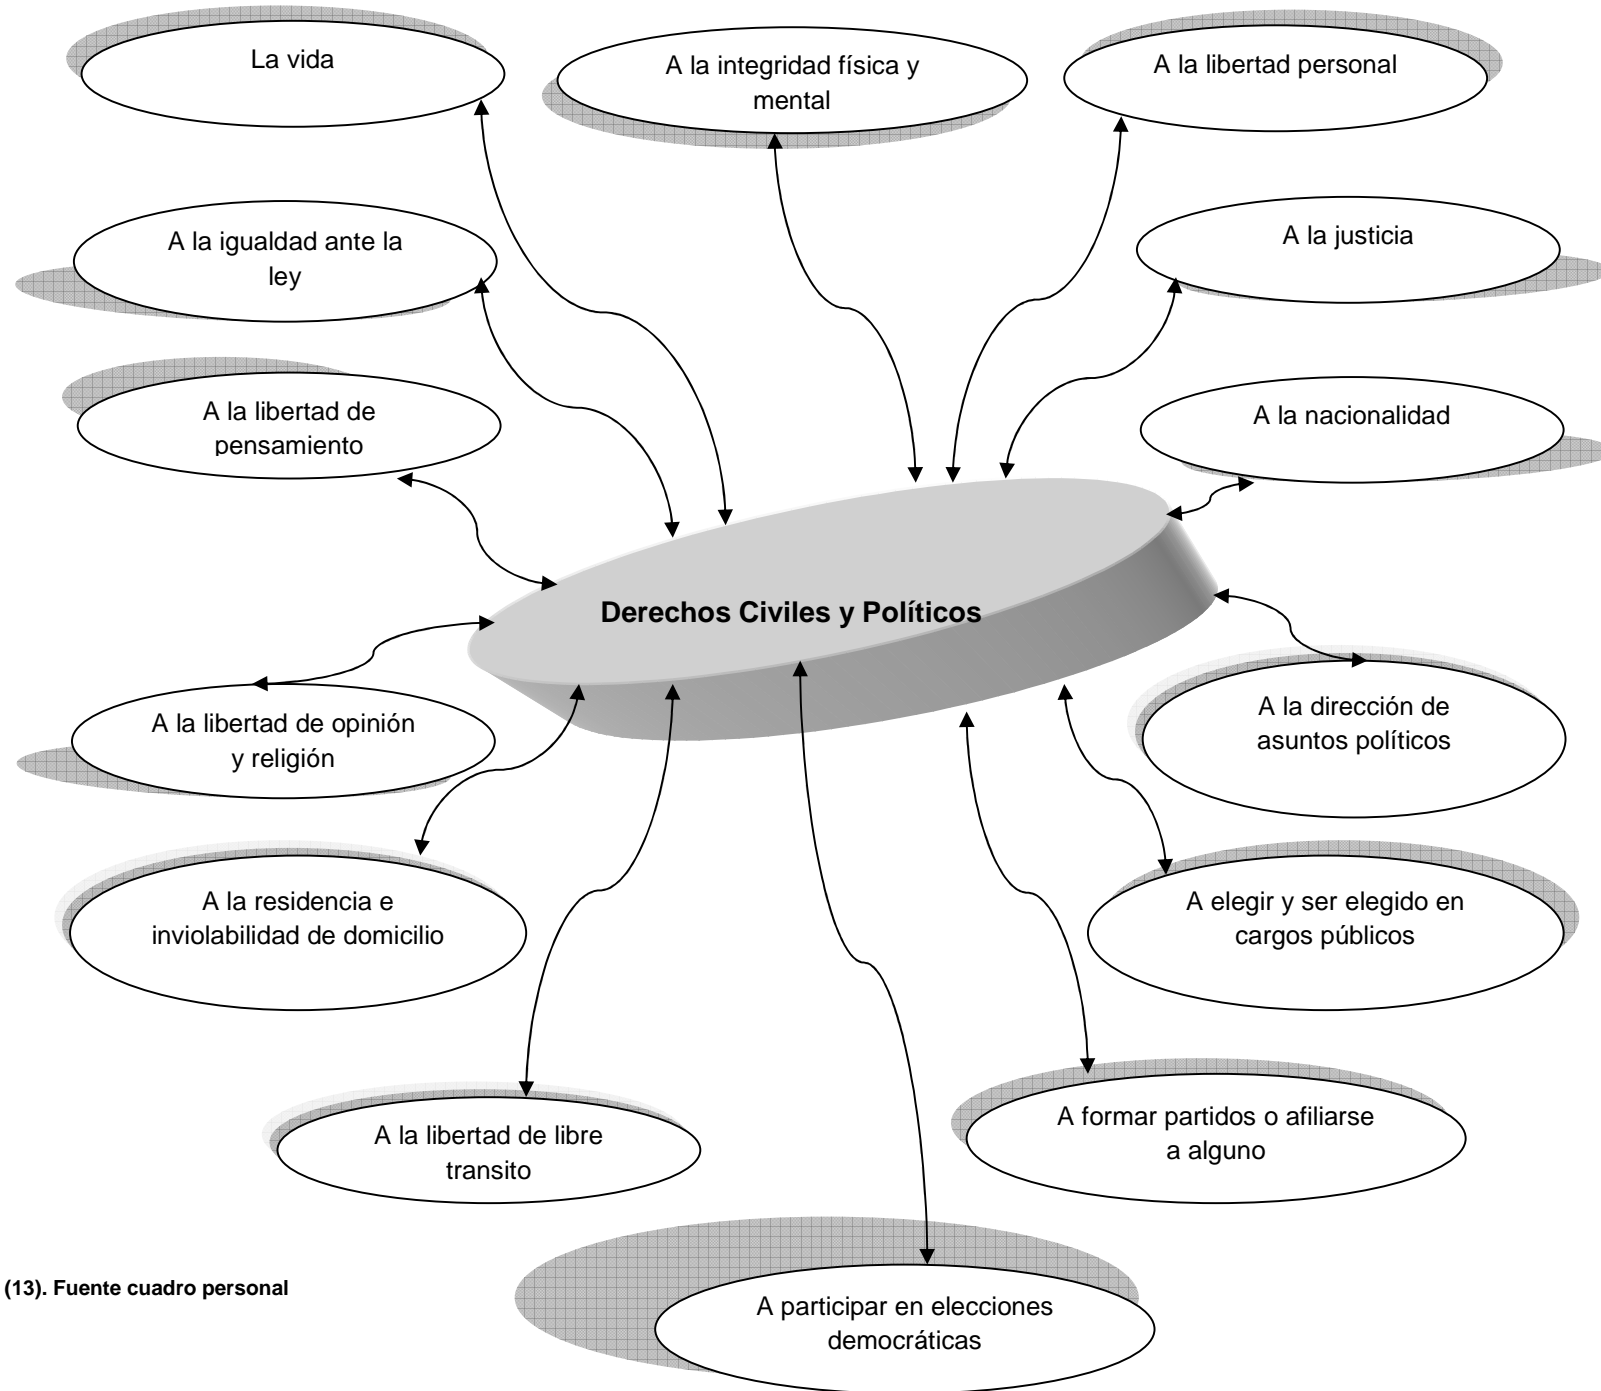 La vida
A la integridad física y
mental
A la libertad personal
A la igualdad ante la
ley
A la justicia
A la libertad de
pensamiento
A la nacionalidad
Derechos Civiles y Políticos
A la libertad de opinión
y religión
A la dirección de
asuntos políticos
A la residencia e
inviolabilidad de domicilio
A elegir y ser elegido en
cargos públicos
A la libertad de libre
transito
A formar partidos o afiliarse
a alguno
(13). Fuente cuadro personal
A participar en elecciones
democráticas